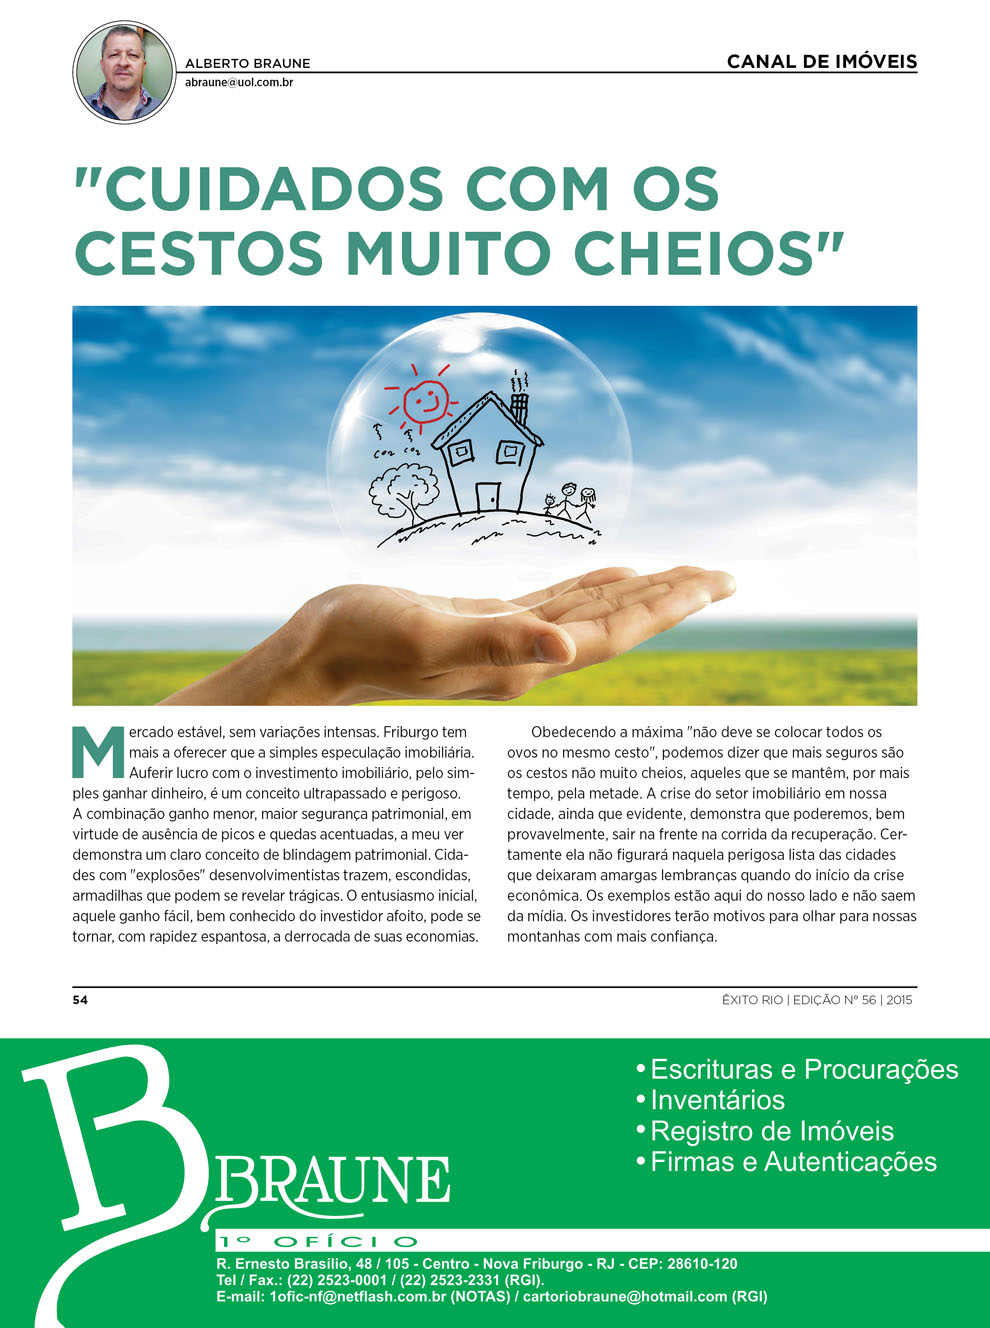 ALBERTO BRAUNE
abraune@uol.com.br
CANAL DE IMÓVEIS
"CUIDADOS COM OS
CESTOS MUITO CHEIOS"
CO2 CO2
Mercado estável, sem variações intensas. Friburgo tem
mais a oferecer que a simples especulação imobiliária.
Auferir lucro com o investimento imobiliário, pelo sim-
ples ganhar dinheiro, é um conceito ultrapassado e perigoso.
A combinação ganho menor, maior segurança patrimonial, em
virtude de ausência de picos e quedas acentuadas, a meu ver
demonstra um claro conceito de blindagem patrimonial. Cida-
des com "explosões" desenvolvimentistas trazem, escondidas,
armadilhas que podem se revelar trágicas. O entusiasmo inicial,
aquele ganho fácil, bem conhecido do investidor afoito, pode se
tornar, com rapidez espantosa, a derrocada de suas economias.
Obedecendo a máxima "não deve se colocar todos os
ovos no mesmo cesto", podemos dizer que mais seguros são
os cestos não muito cheios, aqueles que se mantêm, por mais
tempo, pela metade. A crise do setor imobiliário em nossa
cidade, ainda que evidente, demonstra que poderemos, bem
provavelmente, sair na frente na corrida da recuperação. Cer-
tamente ela não figurará naquela perigosa lista das cidades
que deixaram amargas lembranças quando do início da crise
econômica. Os exemplos estão aqui do nosso lado e não saem
da mídia. Os investidores terão motivos para olhar para nossas
montanhas com mais confiança.
54
ÊXITO RIO | EDIÇÃO Nº 56 | 2015
B BRAUNE
1º OFÍCIO
• Escrituras e Procurações
• Inventários
• Registro de Imóveis
• Firmas e Autenticações
R. Ernesto Brasílio, 48 / 105 - Centro - Nova Friburgo - RJ - CEP: 28610-120
Tel / Fax.: (22) 2523-0001 / (22) 2523-2331 (RGI).
E-mail: 1ofic-nf@netflash.com.br (NOTAS) / cartoriobraune@hotmail.com (RGI)